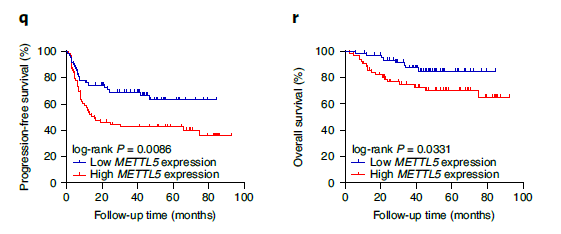 q
Progression-free survival (%)
100
80
60
40
20
0
log-rank P = 0.0086
Low METTL5 expression
High METTL5 expression
0 20 40 60 80 100
Follow-up time (months)
r
Overall survival (%)
100
80
60
40
20
0
log-rank P = 0.0331
Low METTL5 expression
High METTL5 expression
0 20 40 60 80 100
Follow-up time (months)